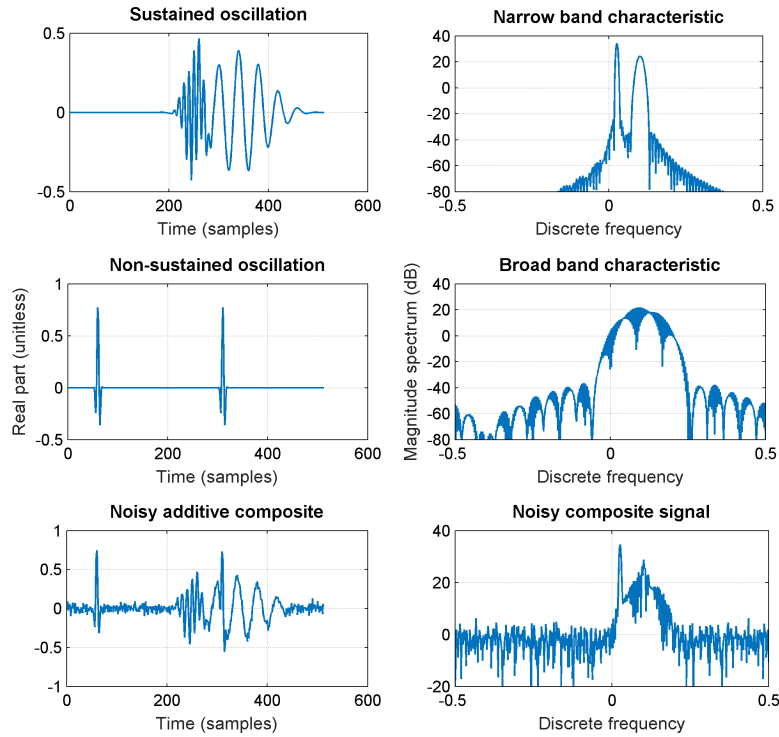 Sustained oscillation
0.5
0
-0.5
0 200 400 600
Time (samples)
Narrow band characteristic
40
20
0
-20
-40
-60
-80
-0.5 0 0.5
Discrete frequency
Non-sustained oscillation
Real part (unitless)
1
0.5
0
-0.5
0 200 400 600
Time (samples)
Broad band characteristic
Magnitude spectrum (dB)
40
20
0
-20
-40
-60
-80
-0.5 0 0.5
Discrete frequency
Noisy additive composite
1
0.5
0
-0.5
-1
0 200 400 600
Time (samples)
Noisy composite signal
40
20
0
20
-0.5 0 0.5
Discrete frequency